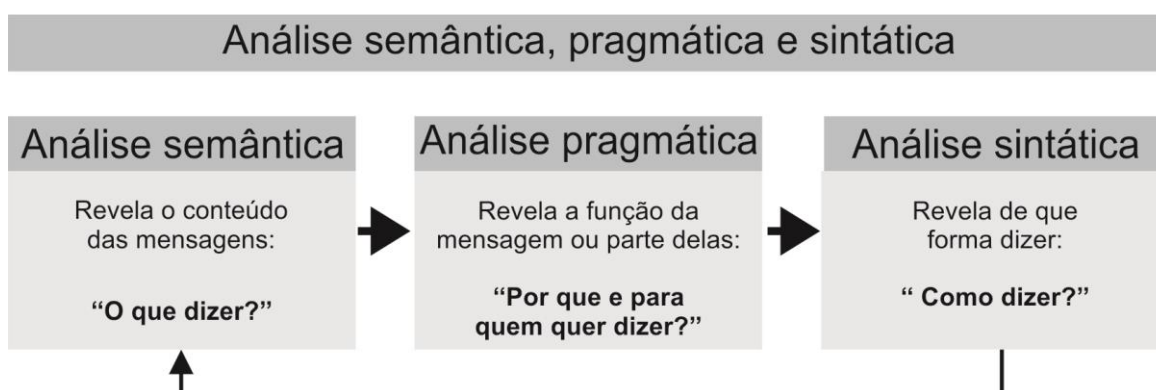 Análise semântica, pragmática e sintática
Análise semântica
Revela o conteúdo
das mensagens:
“O que dizer?”
Análise pragmática
Revela a função da
mensagem ou parte delas:
“Por que e para
quem quer dizer?”
Análise sintática
Revela de que
forma dizer:
“ Como dizer?”